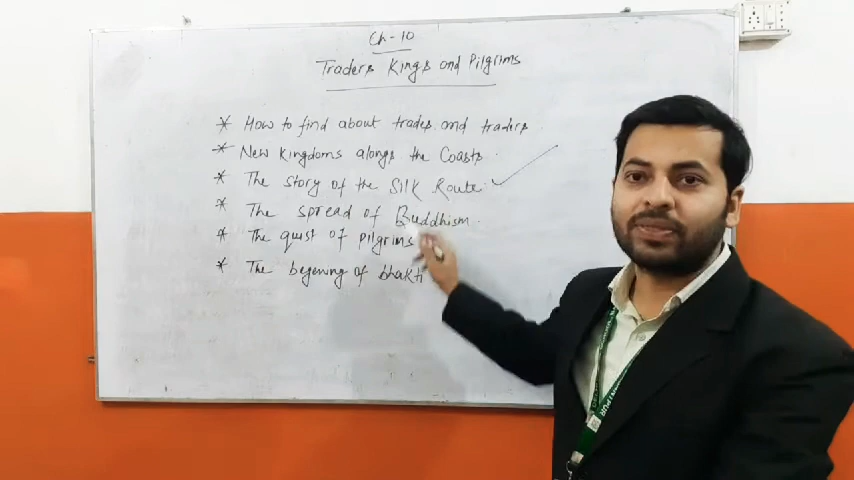 Ch-10
Traders Kings and Pilgrims
* How to find about trades and traders
* New Kingdoms alongs the Coasts.
* The story of the Silk Route.
* The spread of Buddhism.
* The quest of pilgrims
* The begening of bhakti